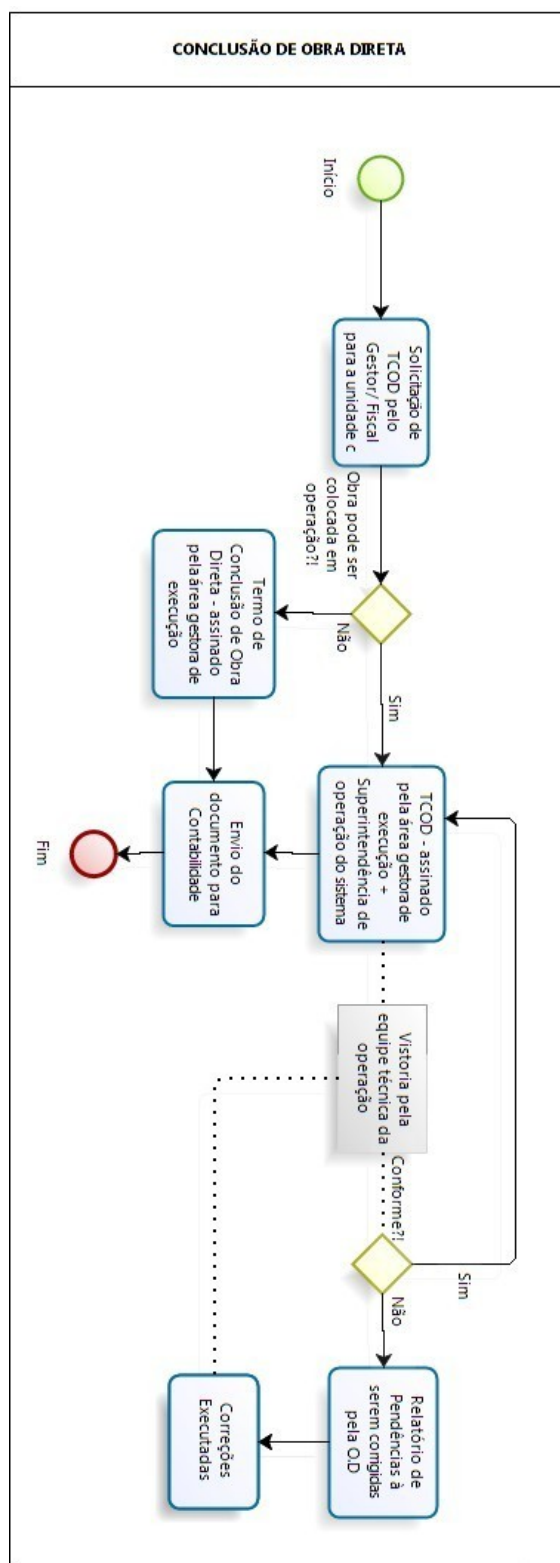 CONCLUSÃO DE OBRA DIRETA
Início
Solicitação de
TCOD pelo
Gestor/ Fiscal
para a unidade c
Obra pode ser
colocada em
operação?!
Sim
Não
Termo de
Conclusão de Obra
Direta - assinado
pela área gestora de
execução
TCOD - assinado
pela área gestora de
execução +
Superintendência de
operação do sistema
Envio do
documento para
Contabilidade
Fim
Vistoria pela
equipe técnica da
operação
Conforme?!
Sim
Não
Relatório de
Pendências à
serem corrigidas
pela O.D
Correções
Executadas